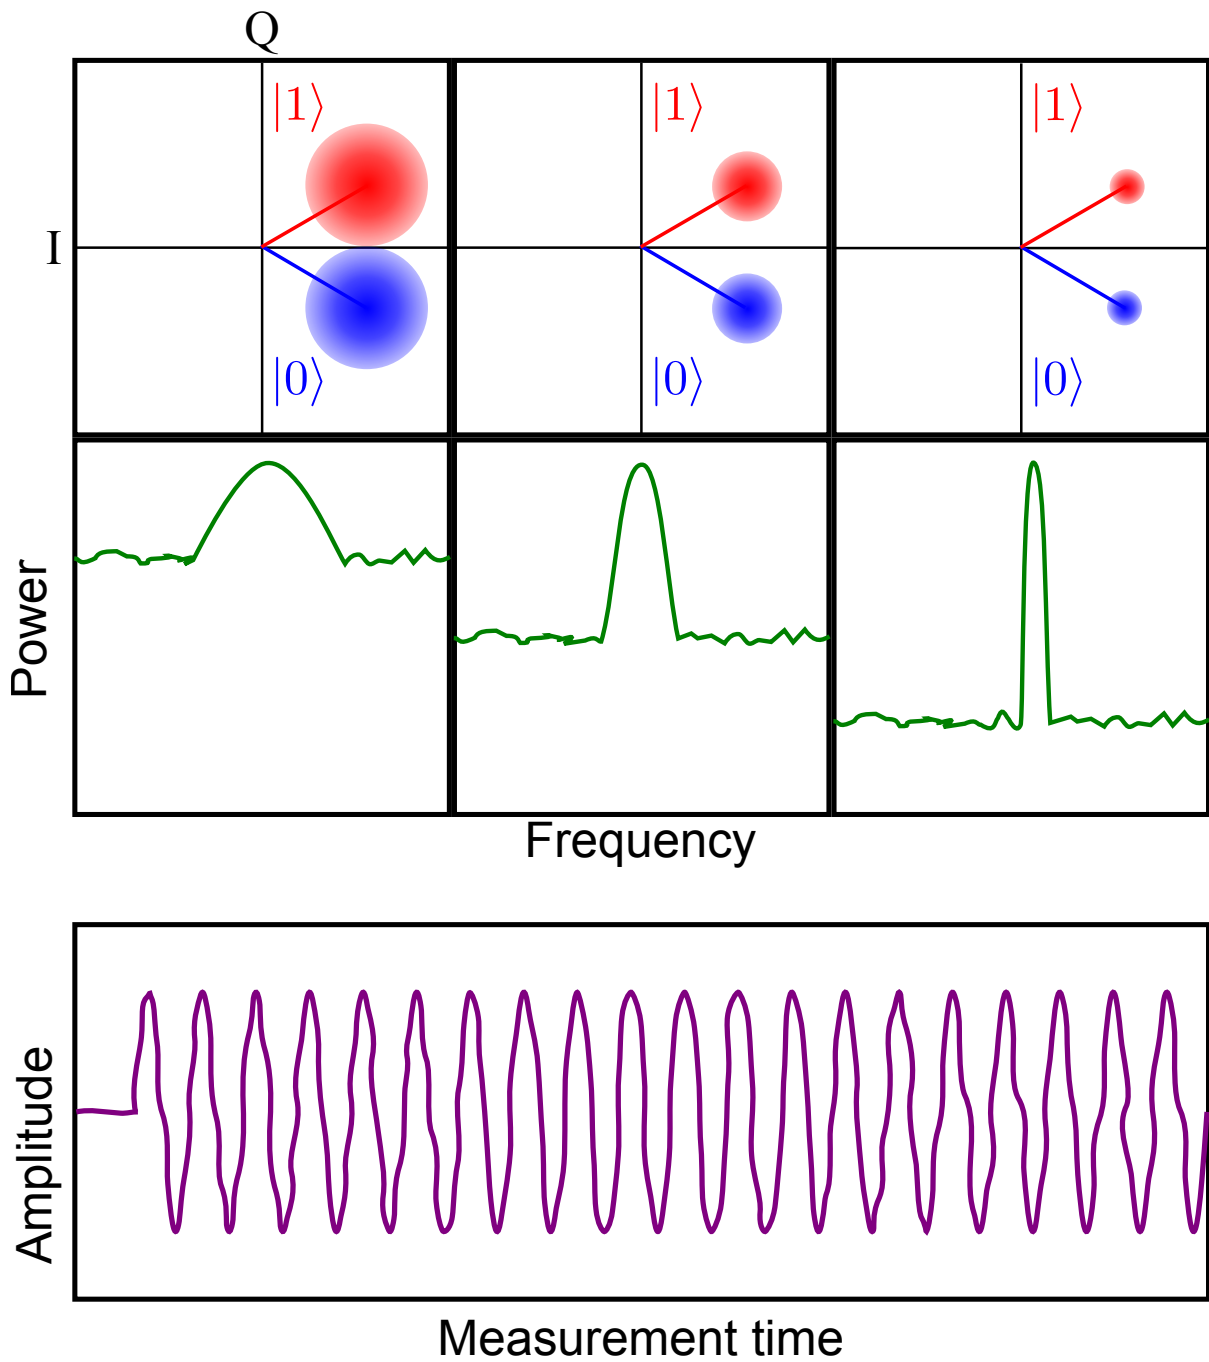 Q
|1⟩
|1⟩
|1⟩
I
|0⟩
|0⟩
|0⟩
Power
Frequency
Amplitude
Measurement time